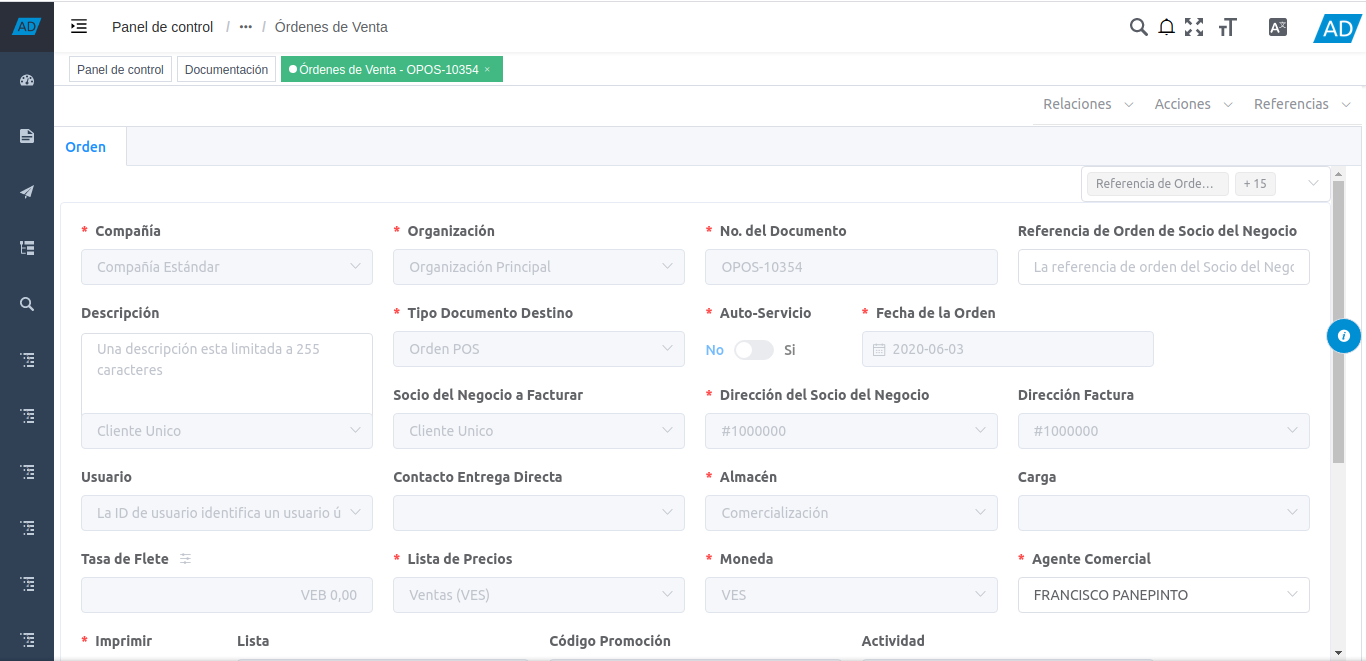 AD
Panel de control / ··· / Órdenes de Venta
AD
Panel de control
Documentación
Órdenes de Venta - OPOS-10354 ×
Relaciones
Acciones
Referencias
Orden
Referencia de Orde...
+ 15
* Compañía
* Organización
* No. del Documento
Referencia de Orden de Socio del Negocio
Compañía Estándar
Organización Principal
OPOS-10354
La referencia de orden del Socio del Nego
Descripción
* Tipo Documento Destino
* Auto-Servicio
* Fecha de la Orden
Una descripción esta limitada a 255
caracteres
Orden POS
No
Si
2020-06-03
Socio del Negocio a Facturar
* Dirección del Socio del Negocio
Dirección Factura
Cliente Unico
Cliente Unico
#1000000
#1000000
Usuario
Contacto Entrega Directa
* Almacén
Carga
La ID de usuario identifica un usuario ú
Comercialización
Tasa de Flete
* Lista de Precios
* Moneda
* Agente Comercial
VEB 0,00
Ventas (VES)
VES
FRANCISCO PANEPINTO
* Imprimir
Lista
Código Promoción
Actividad